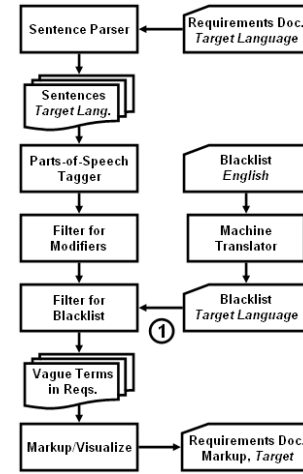 Sentence Parser
Requirements Doc.
Target Language
Sentences
Target Lang.
Parts-of-Speech
Tagger
Blacklist
English
Filter for
Modifiers
Machine
Translator
Filter for
Blacklist
Blacklist
Target Language
1
Vague Terms
in Reqs.
Markup/Visualize
Requirements Doc.
Markup, Target